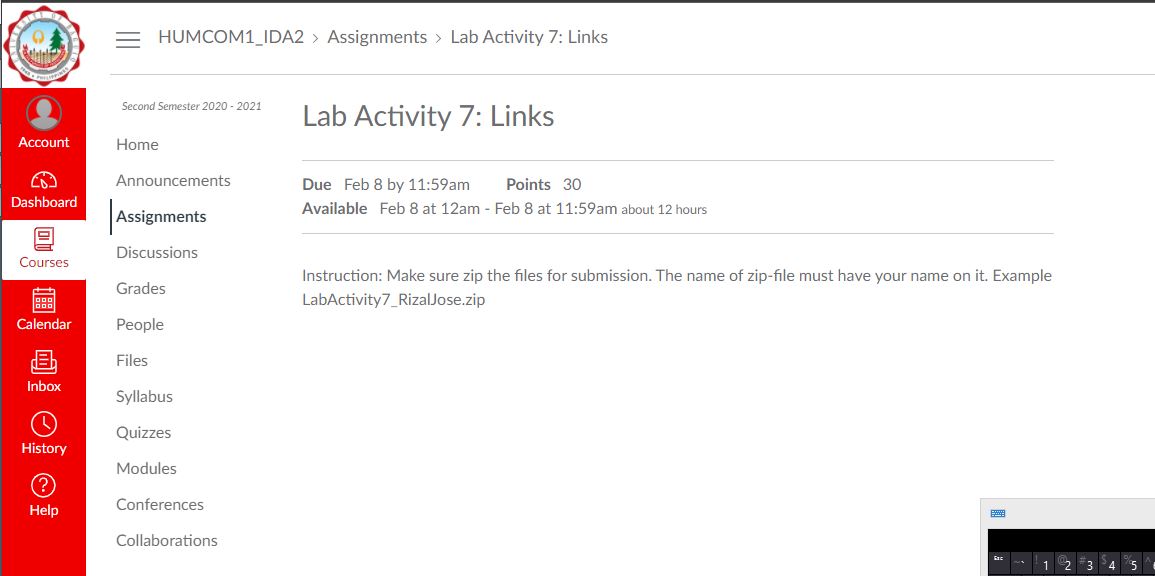 HUMCOM1_IDA2 › Assignments › Lab Activity 7: Links
Account
Dashboard
Courses
Calendar
Inbox
History
Help
Second Semester 2020 - 2021
Home
Announcements
Assignments
Discussions
Grades
People
Files
Syllabus
Quizzes
Modules
Conferences
Collaborations
Lab Activity 7: Links
Due Feb 8 by 11:59am Points 30
Available Feb 8 at 12am - Feb 8 at 11:59am about 12 hours
Instruction: Make sure zip the files for submission. The name of zip-file must have your name on it. Example
LabActivity7_RizalJose.zip
Esc ~ ` ! 1 @ 2 # 3 $ 4 % 5 ^ 6